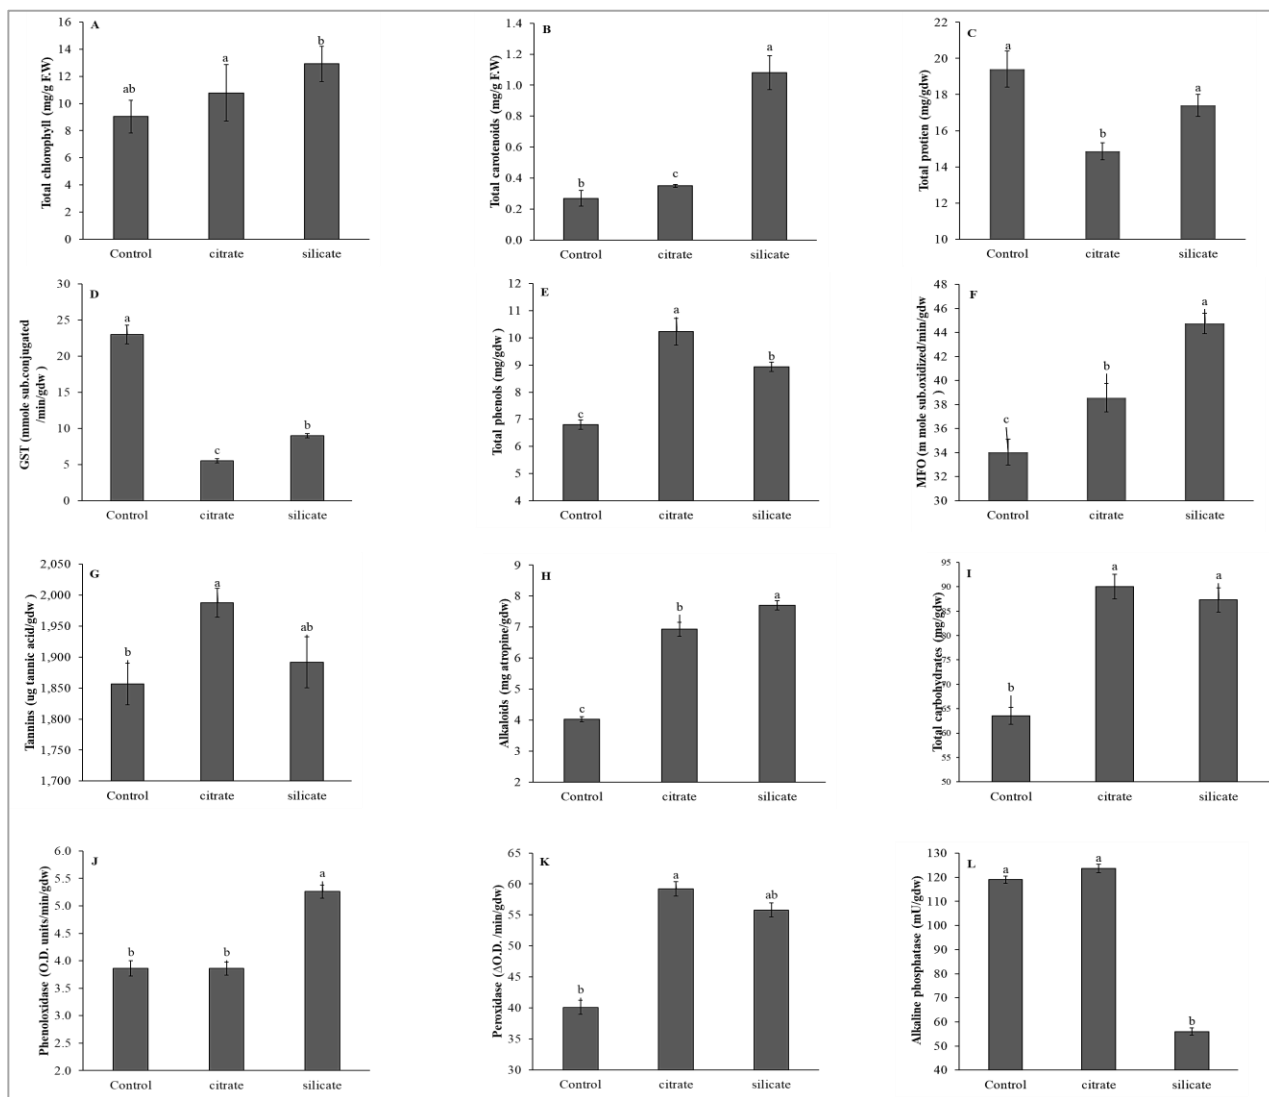 A
Total chlorophyll (mg/g F.W)
16
14
12
10
8
6
4
2
0
ab
a
b
Control
citrate
silicate
B
Total carotenoids (mg/g F.W)
1.4
1.2
1.0
0.8
0.6
0.4
0.2
0.0
b
c
a
Control
citrate
silicate
C
Total protien (mg/gdw)
22
20
18
16
14
12
10
a
b
a
Control
citrate
silicate
D
GST (mmole sub.conjugated
/min/gdw )
30
25
20
15
10
5
0
a
c
b
Control
citrate
silicate
E
Total phenols (mg/gdw )
12
11
10
9
8
7
6
5
4
c
a
b
Control
citrate
silicate
F
MFO (m mole sub.oxidized/min/gdw
)
48
46
44
42
40
38
36
34
32
30
c
b
a
Control
citrate
silicate
G
Tannins (ug tannic acid/gdw )
2,050
2,000
1,950
1,900
1,850
1,800
1,750
1,700
b
a
ab
Control
citrate
silicate
H
Alkaloids (mg atropine/gdw)
9
8
7
6
5
4
3
2
c
b
a
Control
citrate
silicate
I
Total carbohydrates (mg/gdw)
95
90
85
80
75
70
65
60
55
50
b
a
a
Control
citrate
silicate
J
Phenoloxidase (O.D. units/min/gdw)
6.0
5.5
5.0
4.5
4.0
3.5
3.0
2.5
2.0
b
b
a
Control
citrate
silicate
K
Peroxidase (ΔO.D. /min/gdw)
65
60
55
50
45
40
35
30
b
a
ab
Control
citrate
silicate
L
Alkaline phosphatase (mU/gdw)
130
120
110
100
90
80
70
60
50
40
a
a
b
Control
citrate
silicate